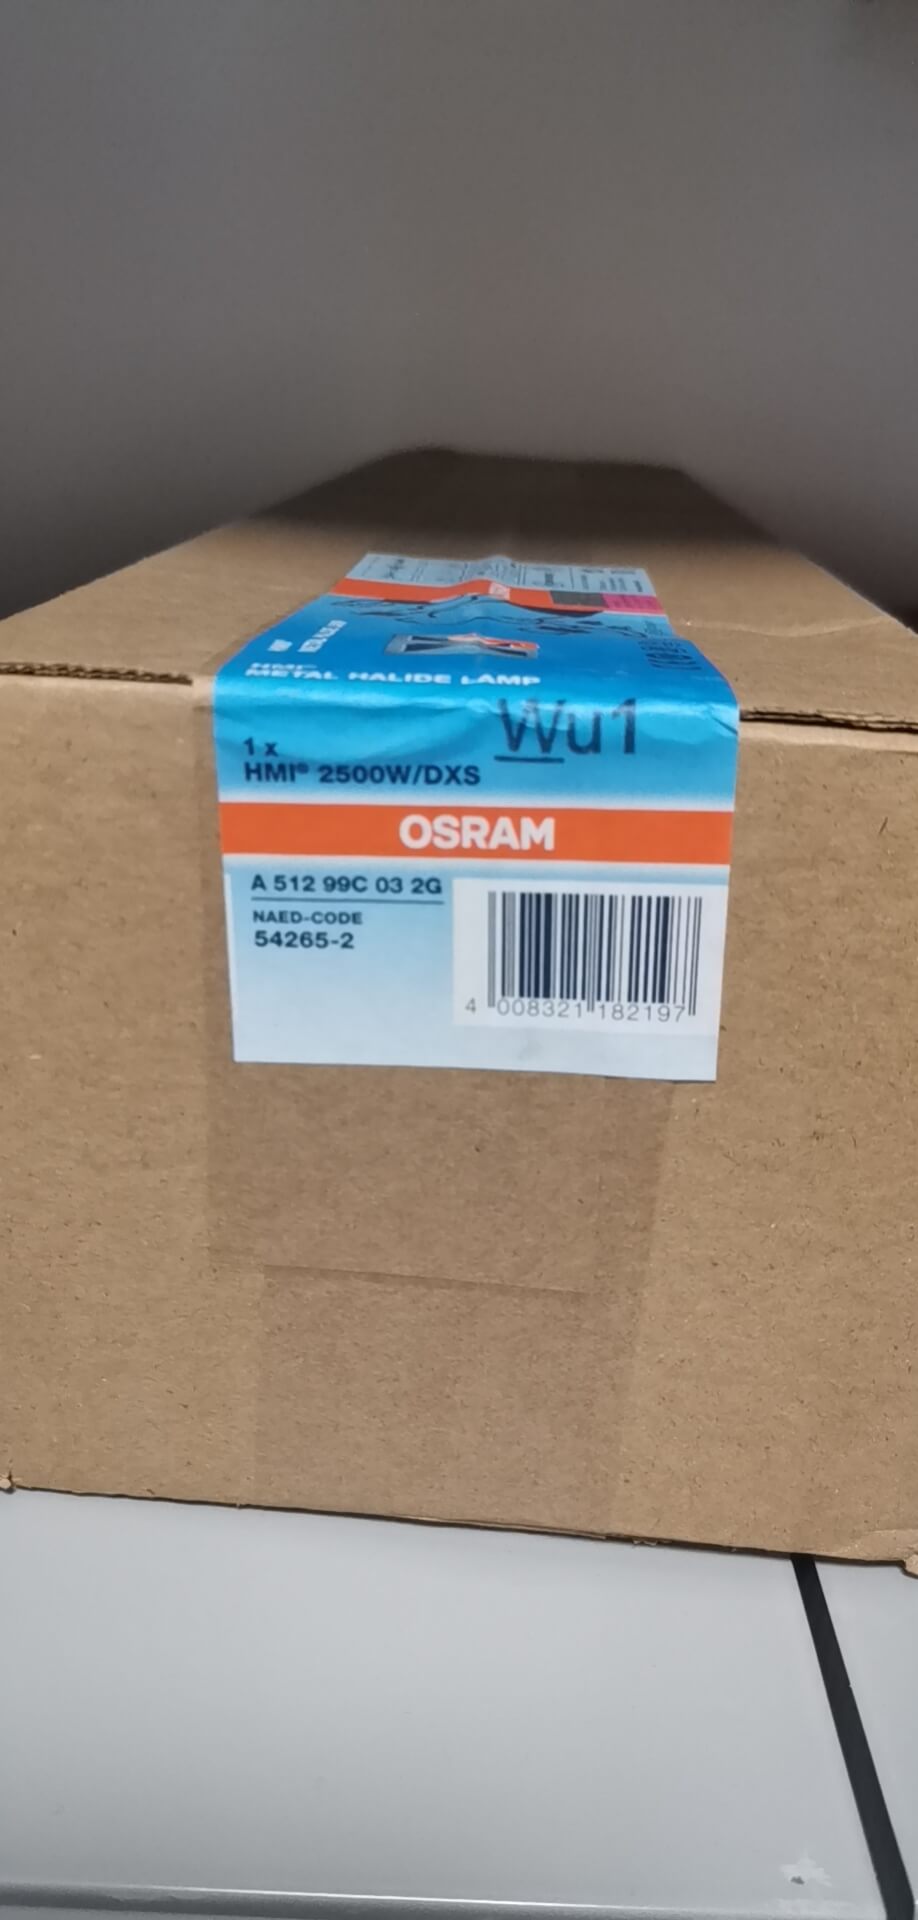 HMI®
METAL HALIDE LAMP
Wu1
1 x
HMI® 2500W/DXS
OSRAM
A 512 99C 03 2G
NAED-CODE
54265-2
4 008321 182197